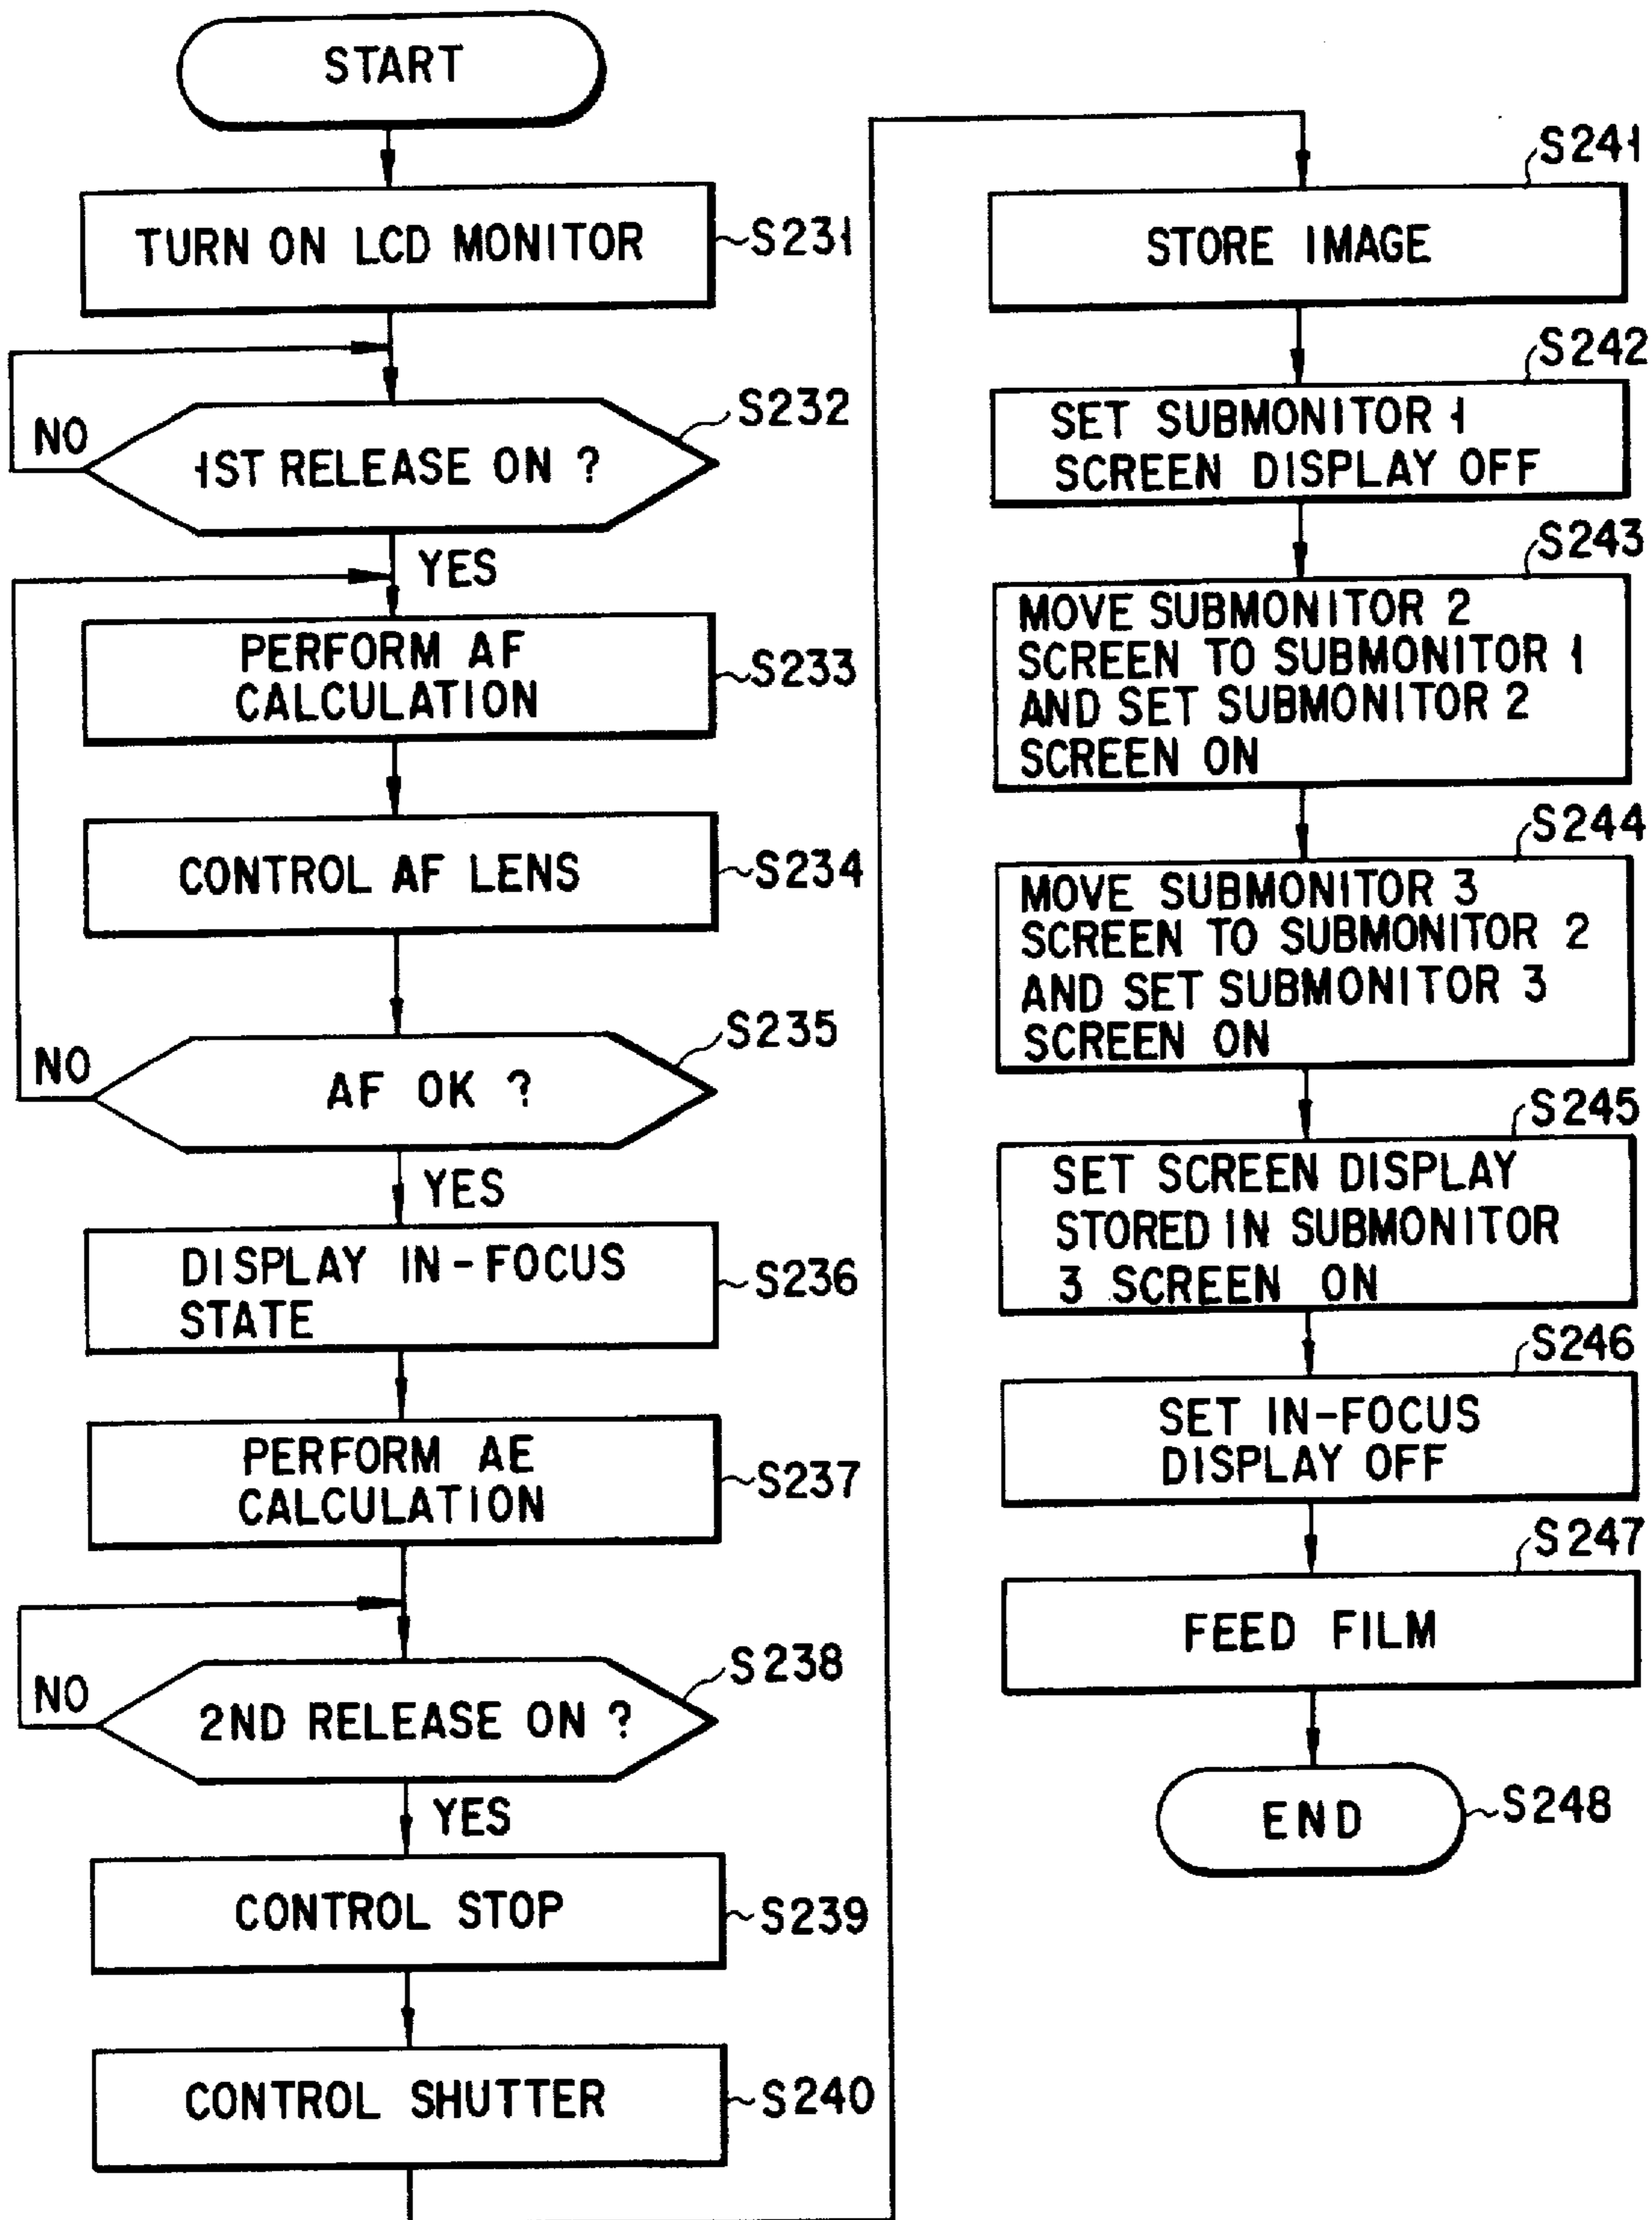 START
TURN ON LCD MONITOR
S231
NO
1ST RELEASE ON ?
S232
YES
PERFORM AF
CALCULATION
S233
CONTROL AF LENS
S234
NO
AF OK ?
S235
YES
DISPLAY IN-FOCUS
STATE
S236
PERFORM AE
CALCULATION
S237
NO
2ND RELEASE ON ?
S238
YES
CONTROL STOP
S239
CONTROL SHUTTER
S240
S241
STORE IMAGE
S242
SET SUBMONITOR 1
SCREEN DISPLAY OFF
S243
MOVE SUBMONITOR 2
SCREEN TO SUBMONITOR 1
AND SET SUBMONITOR 2
SCREEN ON
S244
MOVE SUBMONITOR 3
SCREEN TO SUBMONITOR 2
AND SET SUBMONITOR 3
SCREEN ON
S245
SET SCREEN DISPLAY
STORED IN SUBMONITOR
3 SCREEN ON
S246
SET IN-FOCUS
DISPLAY OFF
S247
FEED FILM
END
S248